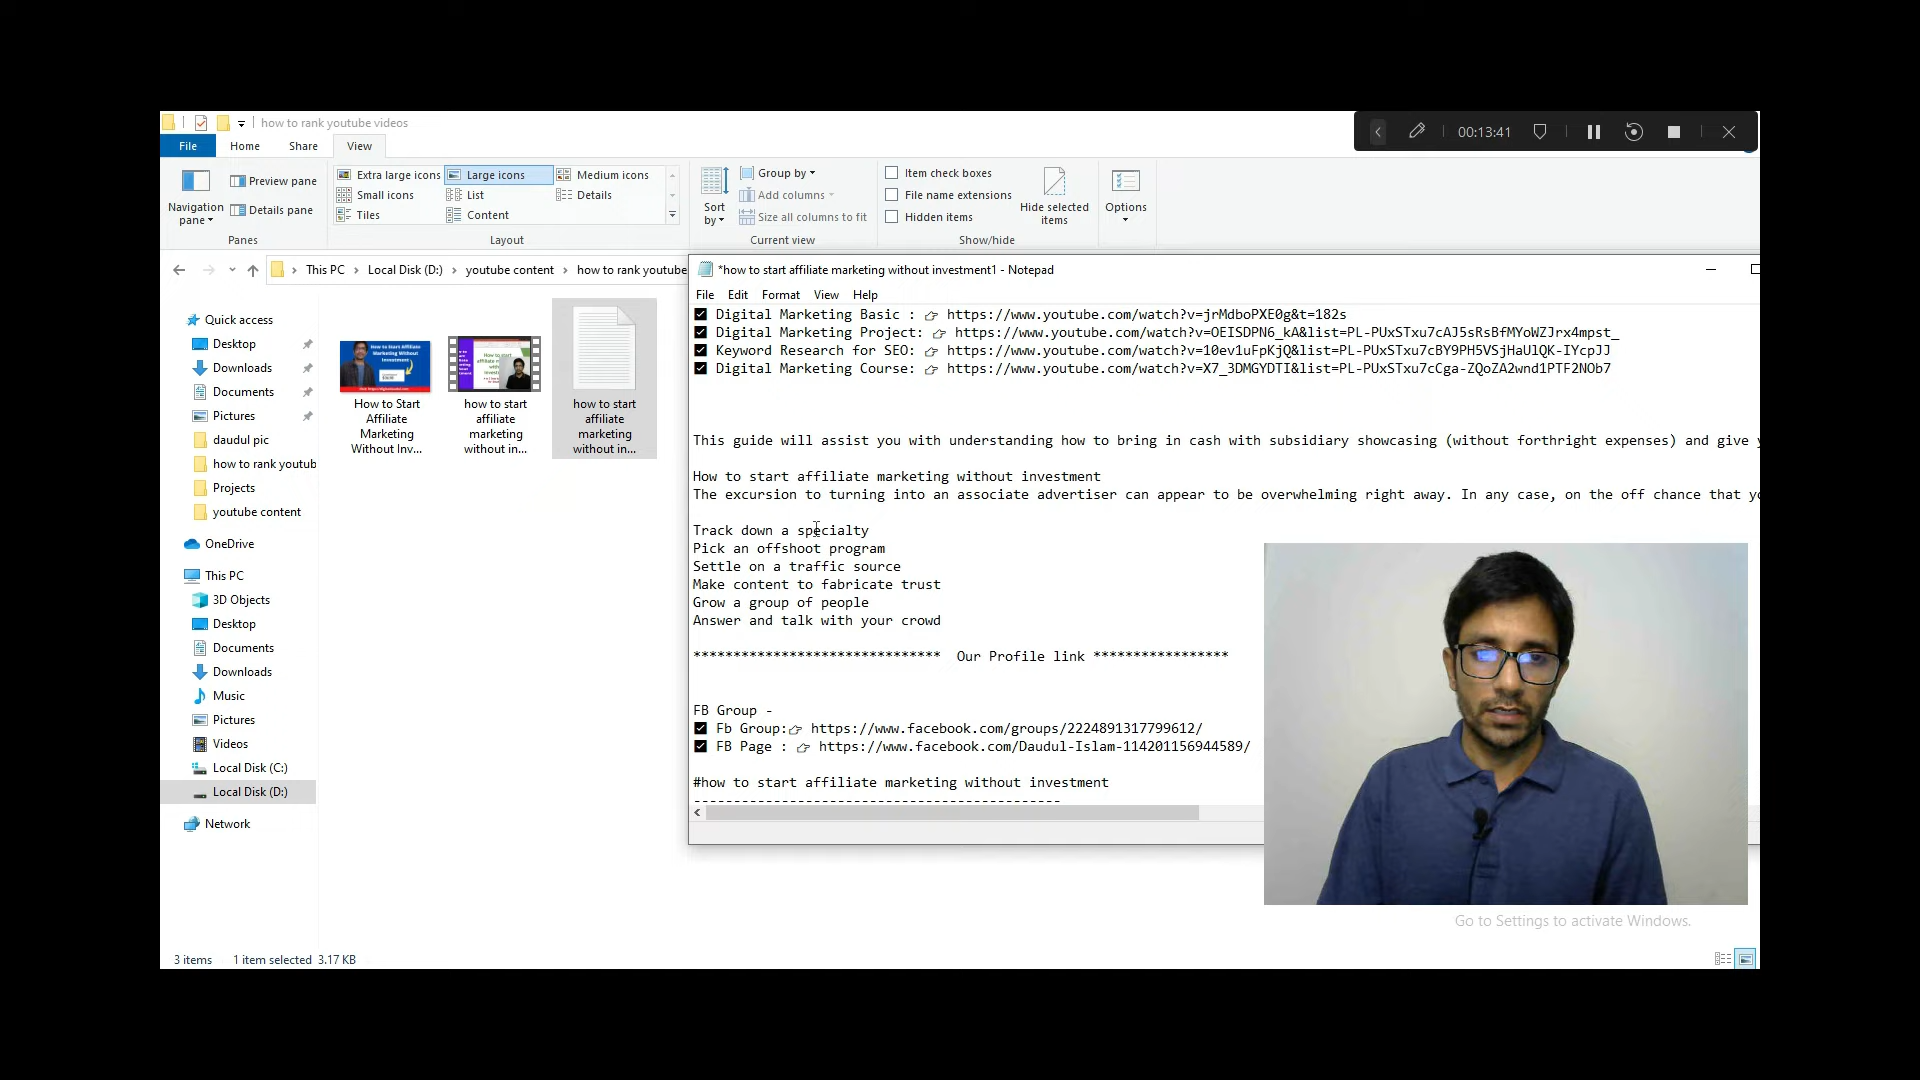 how to rank youtube videos
00:13:41
File Home Share View
Navigation pane
Preview pane
Details pane
Panes
Extra large icons Large icons Medium icons
Small icons List Details
Tiles Content
Layout
Sort by
Group by
Add columns
Size all columns to fit
Current view
Item check boxes
File name extensions
Hidden items
Hide selected items
Show/hide
Options
This PC Local Disk (D:) youtube content how to rank youtube
Quick access
Desktop
Downloads
Documents
Pictures
daudul pic
how to rank youtub
Projects
youtube content
OneDrive
This PC
3D Objects
Desktop
Documents
Downloads
Music
Pictures
Videos
Local Disk (C:)
Local Disk (D:)
Network
How to Start
Affiliate
Marketing
Without Inv...
how to start
affiliate
marketing
without in...
how to start
affiliate
marketing
without in...
*how to start affiliate marketing without investment1 - Notepad
File Edit Format View Help
☑ Digital Marketing Basic : 👉 https://www.youtube.com/watch?v=jrMdboPXE0g&t=182s
☑ Digital Marketing Project: 👉 https://www.youtube.com/watch?v=OEISDPN6_kA&list=PL-PUxSTxu7cAJ5sRsBfMYoWZJrx4mpst_
☑ Keyword Research for SEO: 👉 https://www.youtube.com/watch?v=10ev1uFpKjQ&list=PL-PUxSTxu7cBY9PH5VSjHaUlQK-IYcpJJ
☑ Digital Marketing Course: 👉 https://www.youtube.com/watch?v=X7_3DMGYDTI&list=PL-PUxSTxu7cCga-ZQoZA2wnd1PTF2NOb7
This guide will assist you with understanding how to bring in cash with subsidiary showcasing (without forthright expenses) and give
How to start affiliate marketing without investment
The excursion to turning into an associate advertiser can appear to be overwhelming right away. In any case, on the off chance that
Track down a specialty
Pick an offshoot program
Settle on a traffic source
Make content to fabricate trust
Grow a group of people
Answer and talk with your crowd
******************************* Our Profile link *****************
FB Group -
☑ Fb Group:👉 https://www.facebook.com/groups/2224891317799612/
☑ FB Page : 👉 https://www.facebook.com/Daudul-Islam-114201156944589/
#how to start affiliate marketing without investment
----------------------------------------------
Go to Settings to activate Windows.
3 items 1 item selected 3.17 KB